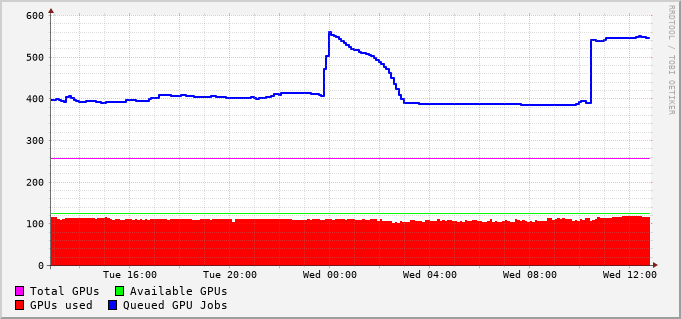 600
500
400
300
200
100
0
Tue 16:00 Tue 20:00 Wed 00:00 Wed 04:00 Wed 08:00 Wed 12:00
Total GPUs Available GPUs
GPUs used Queued GPU Jobs
RRDTOOL / TOBI OETIKER